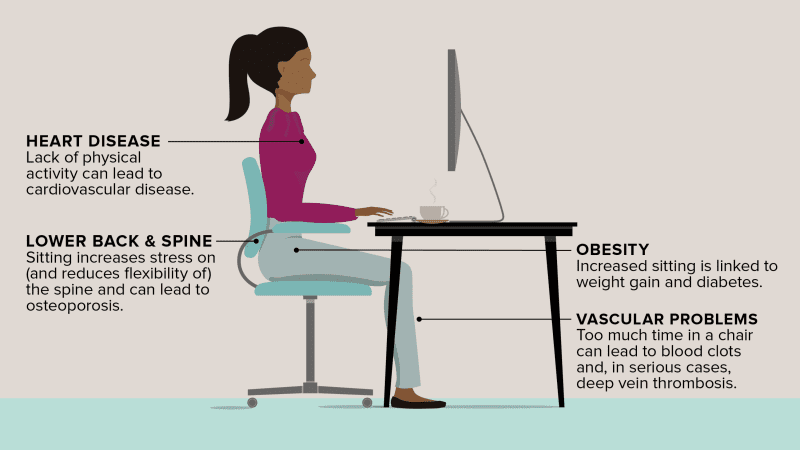 HEART DISEASE
Lack of physical
activity can lead to
cardiovascular disease.
LOWER BACK & SPINE
Sitting increases stress on
(and reduces flexibility of)
the spine and can lead to
osteoporosis.
OBESITY
Increased sitting is linked to
weight gain and diabetes.
VASCULAR PROBLEMS
Too much time in a chair
can lead to blood clots
and, in serious cases,
deep vein thrombosis.